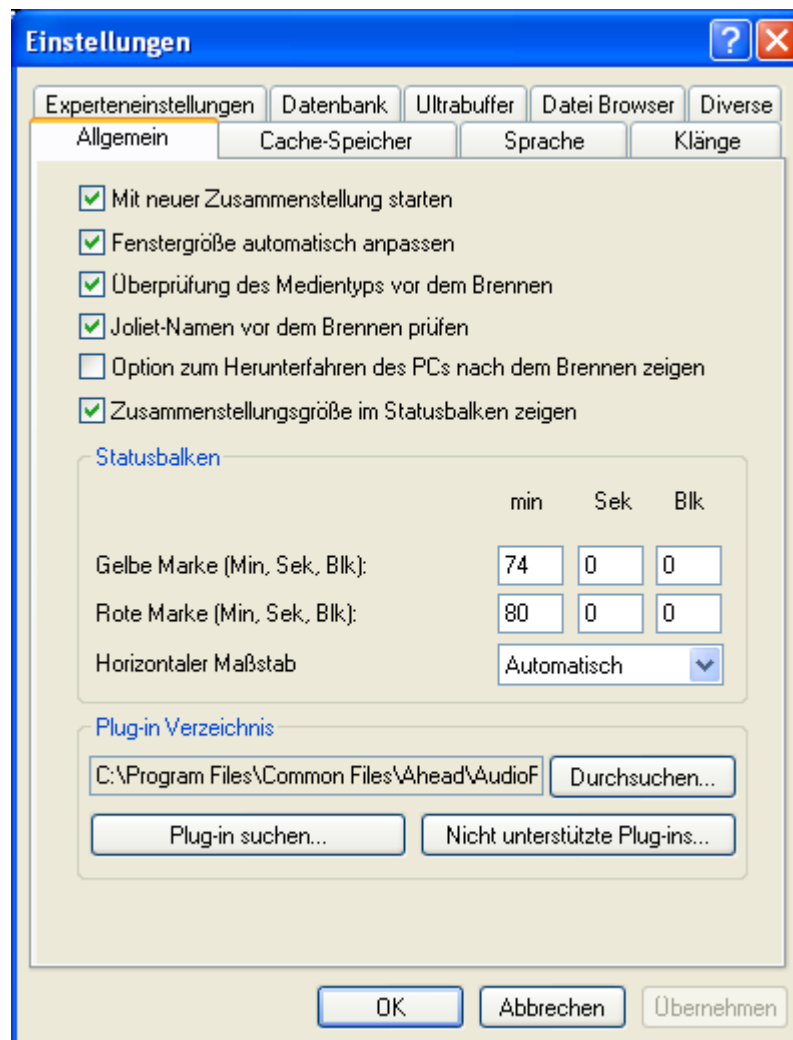 Einstellungen
Experteneinstellungen Datenbank Ultrabuffer Datei Browser Diverse
Allgemein Cache-Speicher Sprache Klänge
Mit neuer Zusammenstellung starten
Fenstergröße automatisch anpassen
Überprüfung des Medientyps vor dem Brennen
Joliet-Namen vor dem Brennen prüfen
Option zum Herunterfahren des PCs nach dem Brennen zeigen
Zusammenstellungsgröße im Statusbalken zeigen
Statusbalken
min Sek Blk
Gelbe Marke (Min, Sek, Blk): 74 0 0
Rote Marke (Min, Sek, Blk): 80 0 0
Horizontaler Maßstab Automatisch
Plug-in Verzeichnis
C:\Program Files\Common Files\Ahead\AudioF Durchsuchen...
Plug-in suchen... Nicht unterstützte Plug-ins...
OK Abbrechen Übernehmen